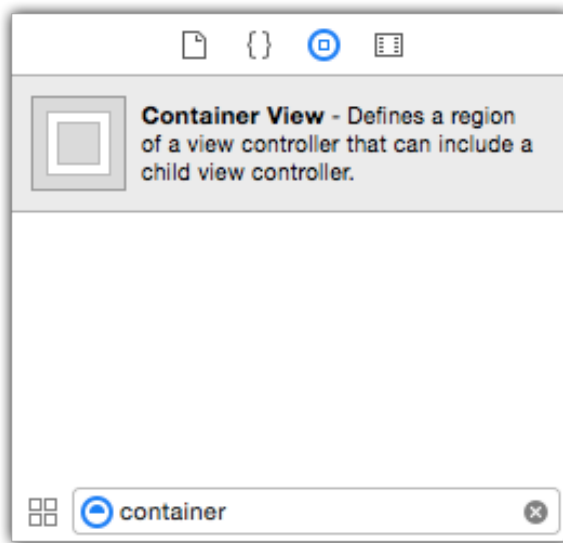 Container View - Defines a region
of a view controller that can include a
child view controller.
container